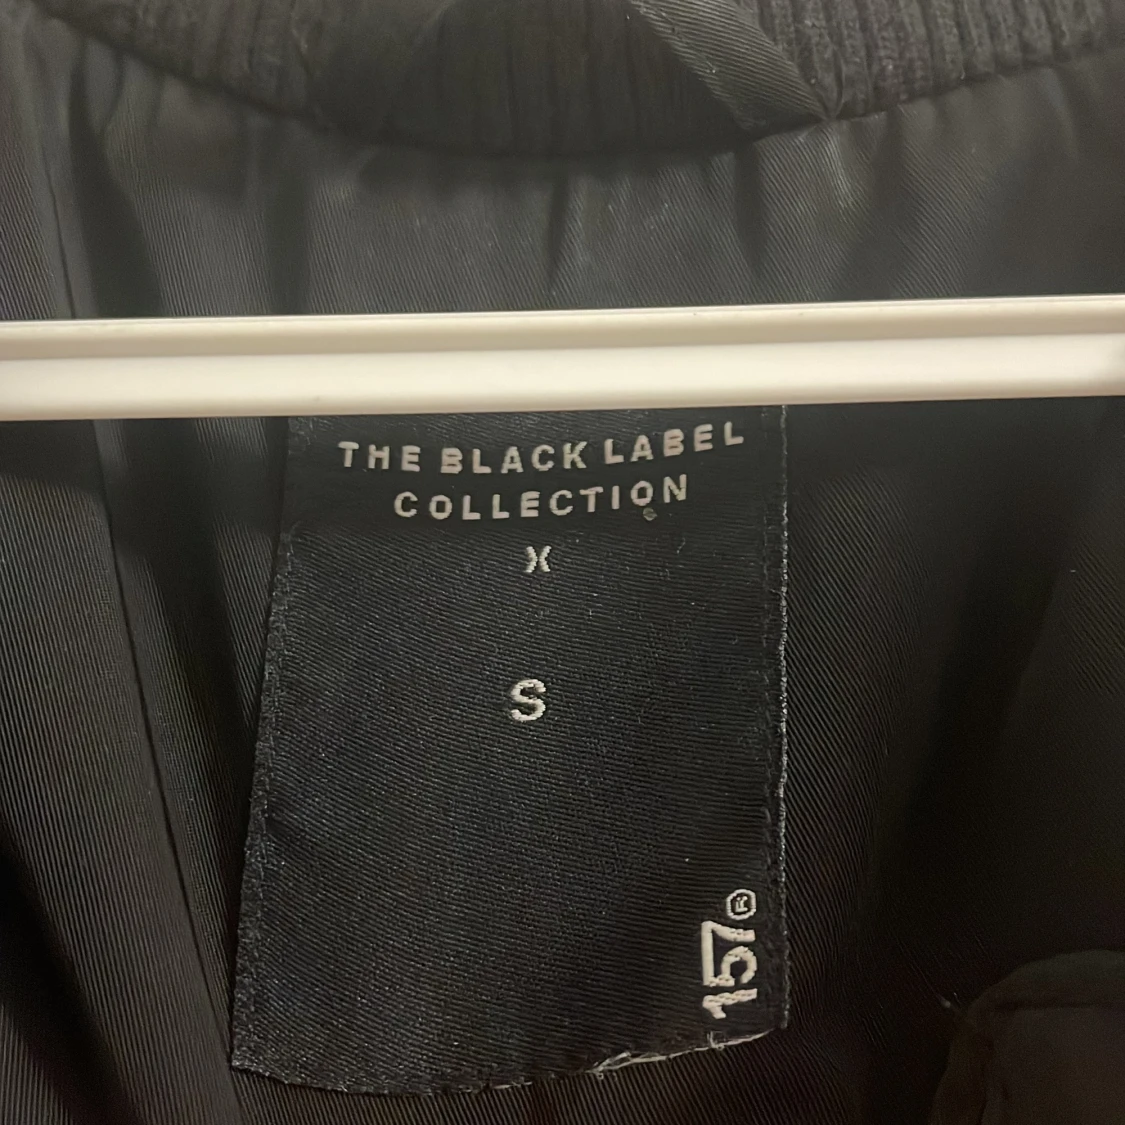 THE BLACK LABEL
COLLECTION
X
S
157®